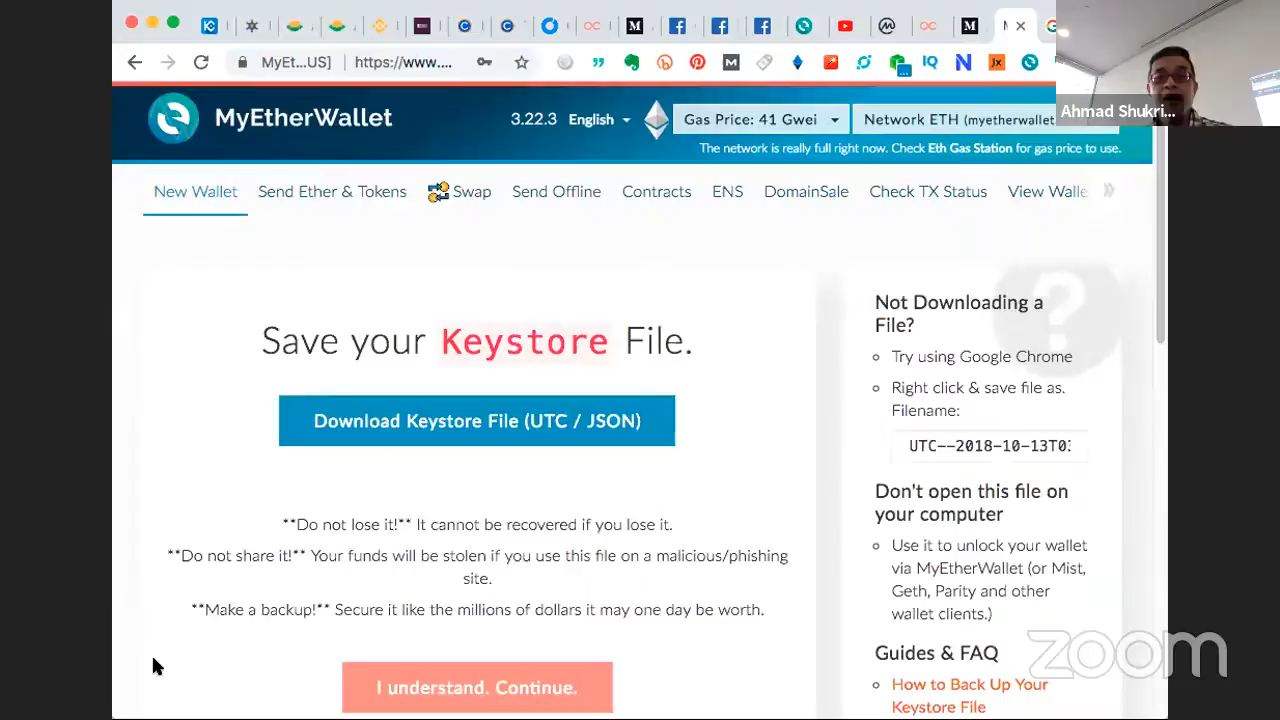 MyEt...US]
https://www....
IQ
N
Jx
Ahmad Shukri...
MyEtherWallet
3.22.3
English
Gas Price: 41 Gwei
Network ETH (myetherwallet
The network is really full right now. Check Eth Gas Station for gas price to use.
New Wallet
Send Ether & Tokens
Swap
Send Offline
Contracts
ENS
DomainSale
Check TX Status
View Walle
Save your Keystore File.
Download Keystore File (UTC / JSON)
**Do not lose it!** It cannot be recovered if you lose it.
**Do not share it!** Your funds will be stolen if you use this file on a malicious/phishing
site.
**Make a backup!** Secure it like the millions of dollars it may one day be worth.
I understand. Continue.
Not Downloading a
File?
Try using Google Chrome
Right click & save file as.
Filename:
UTC--2018-10-13T0
Don't open this file on
your computer
Use it to unlock your wallet
via MyEtherWallet (or Mist,
Geth, Parity and other
wallet clients.)
Guides & FAQ
How to Back Up Your
Keystore File
zoom